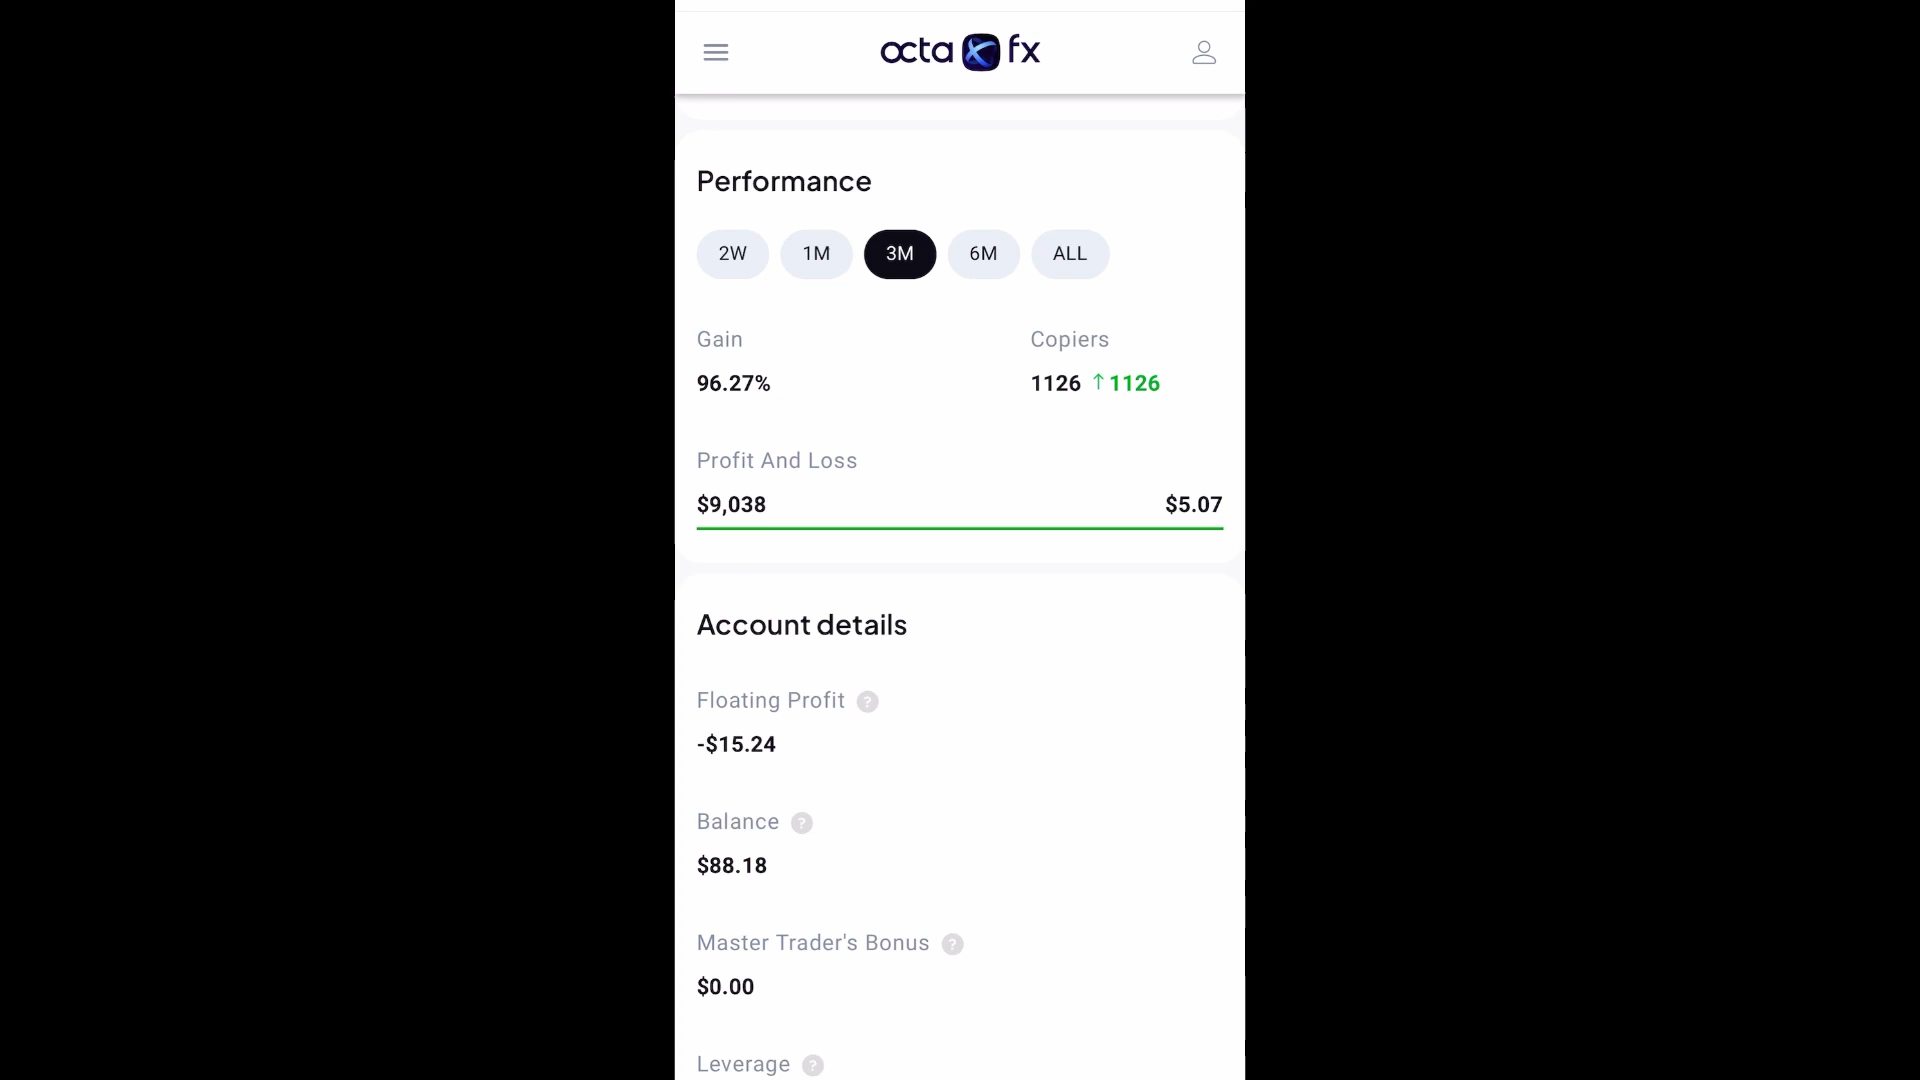 octa fx
Performance
2W 1M 3M 6M ALL
Gain Copiers
96.27% 1126 ↑1126
Profit And Loss
$9,038 $5.07
Account details
Floating Profit ?
-$15.24
Balance ?
$88.18
Master Trader's Bonus ?
$0.00
Leverage ?